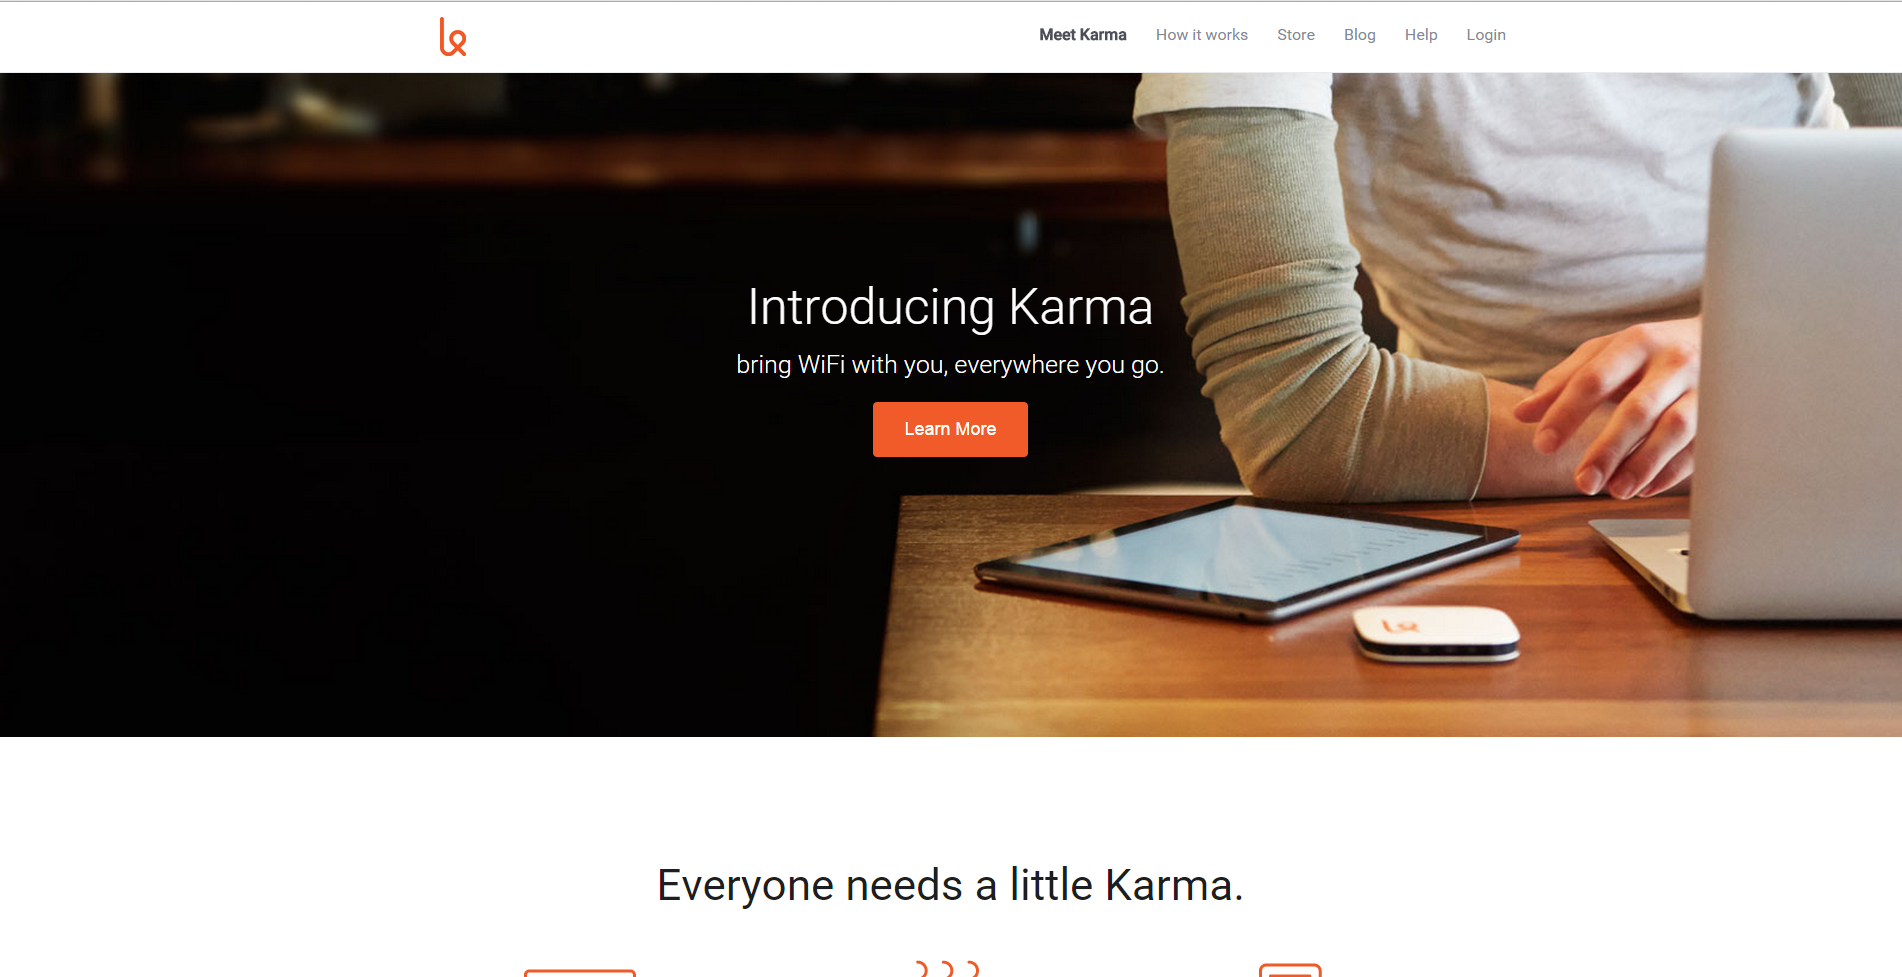 Meet Karma How it works Store Blog Help Login
Introducing Karma
bring WiFi with you, everywhere you go.
Learn More
Everyone needs a little Karma.